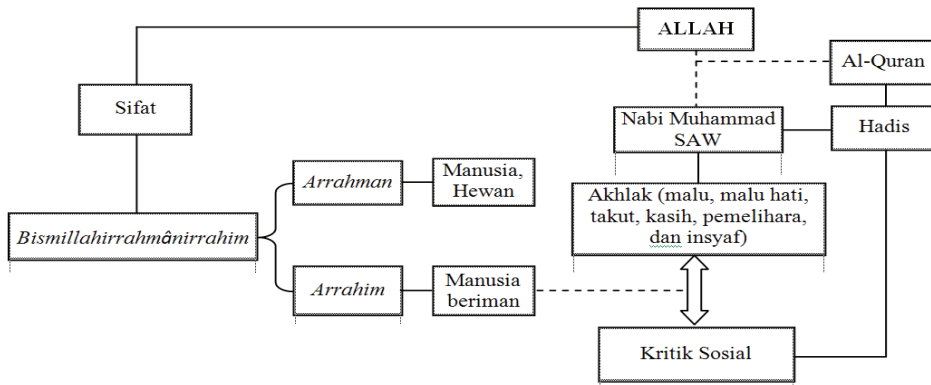 ALLAH
Al-Quran
Sifat
Nabi Muhammad
SAW
Hadis
Arrahman
Manusia,
Hewan
Akhlak (malu, malu hati,
takut, kasih, pemelihara,
dan insyaf)
Bismillahirrahmânirrahim
Arrahim
Manusia
beriman
Kritik Sosial